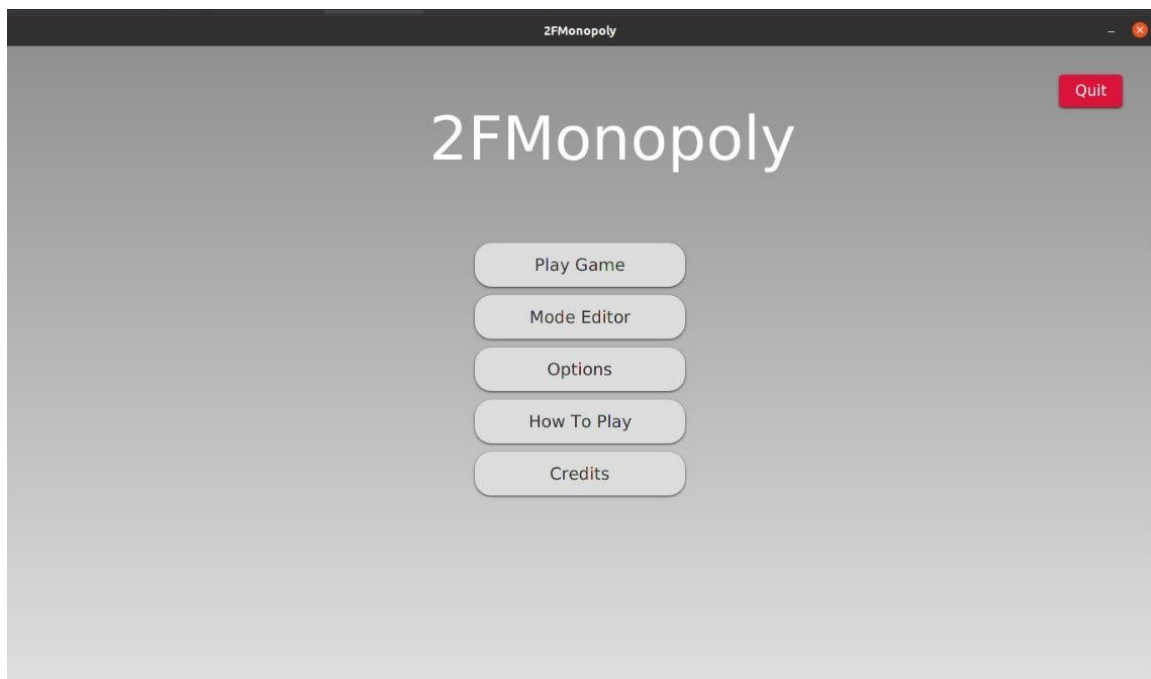 2FMonopoly
Quit
2FMonopoly
Play Game
Mode Editor
Options
How To Play
Credits